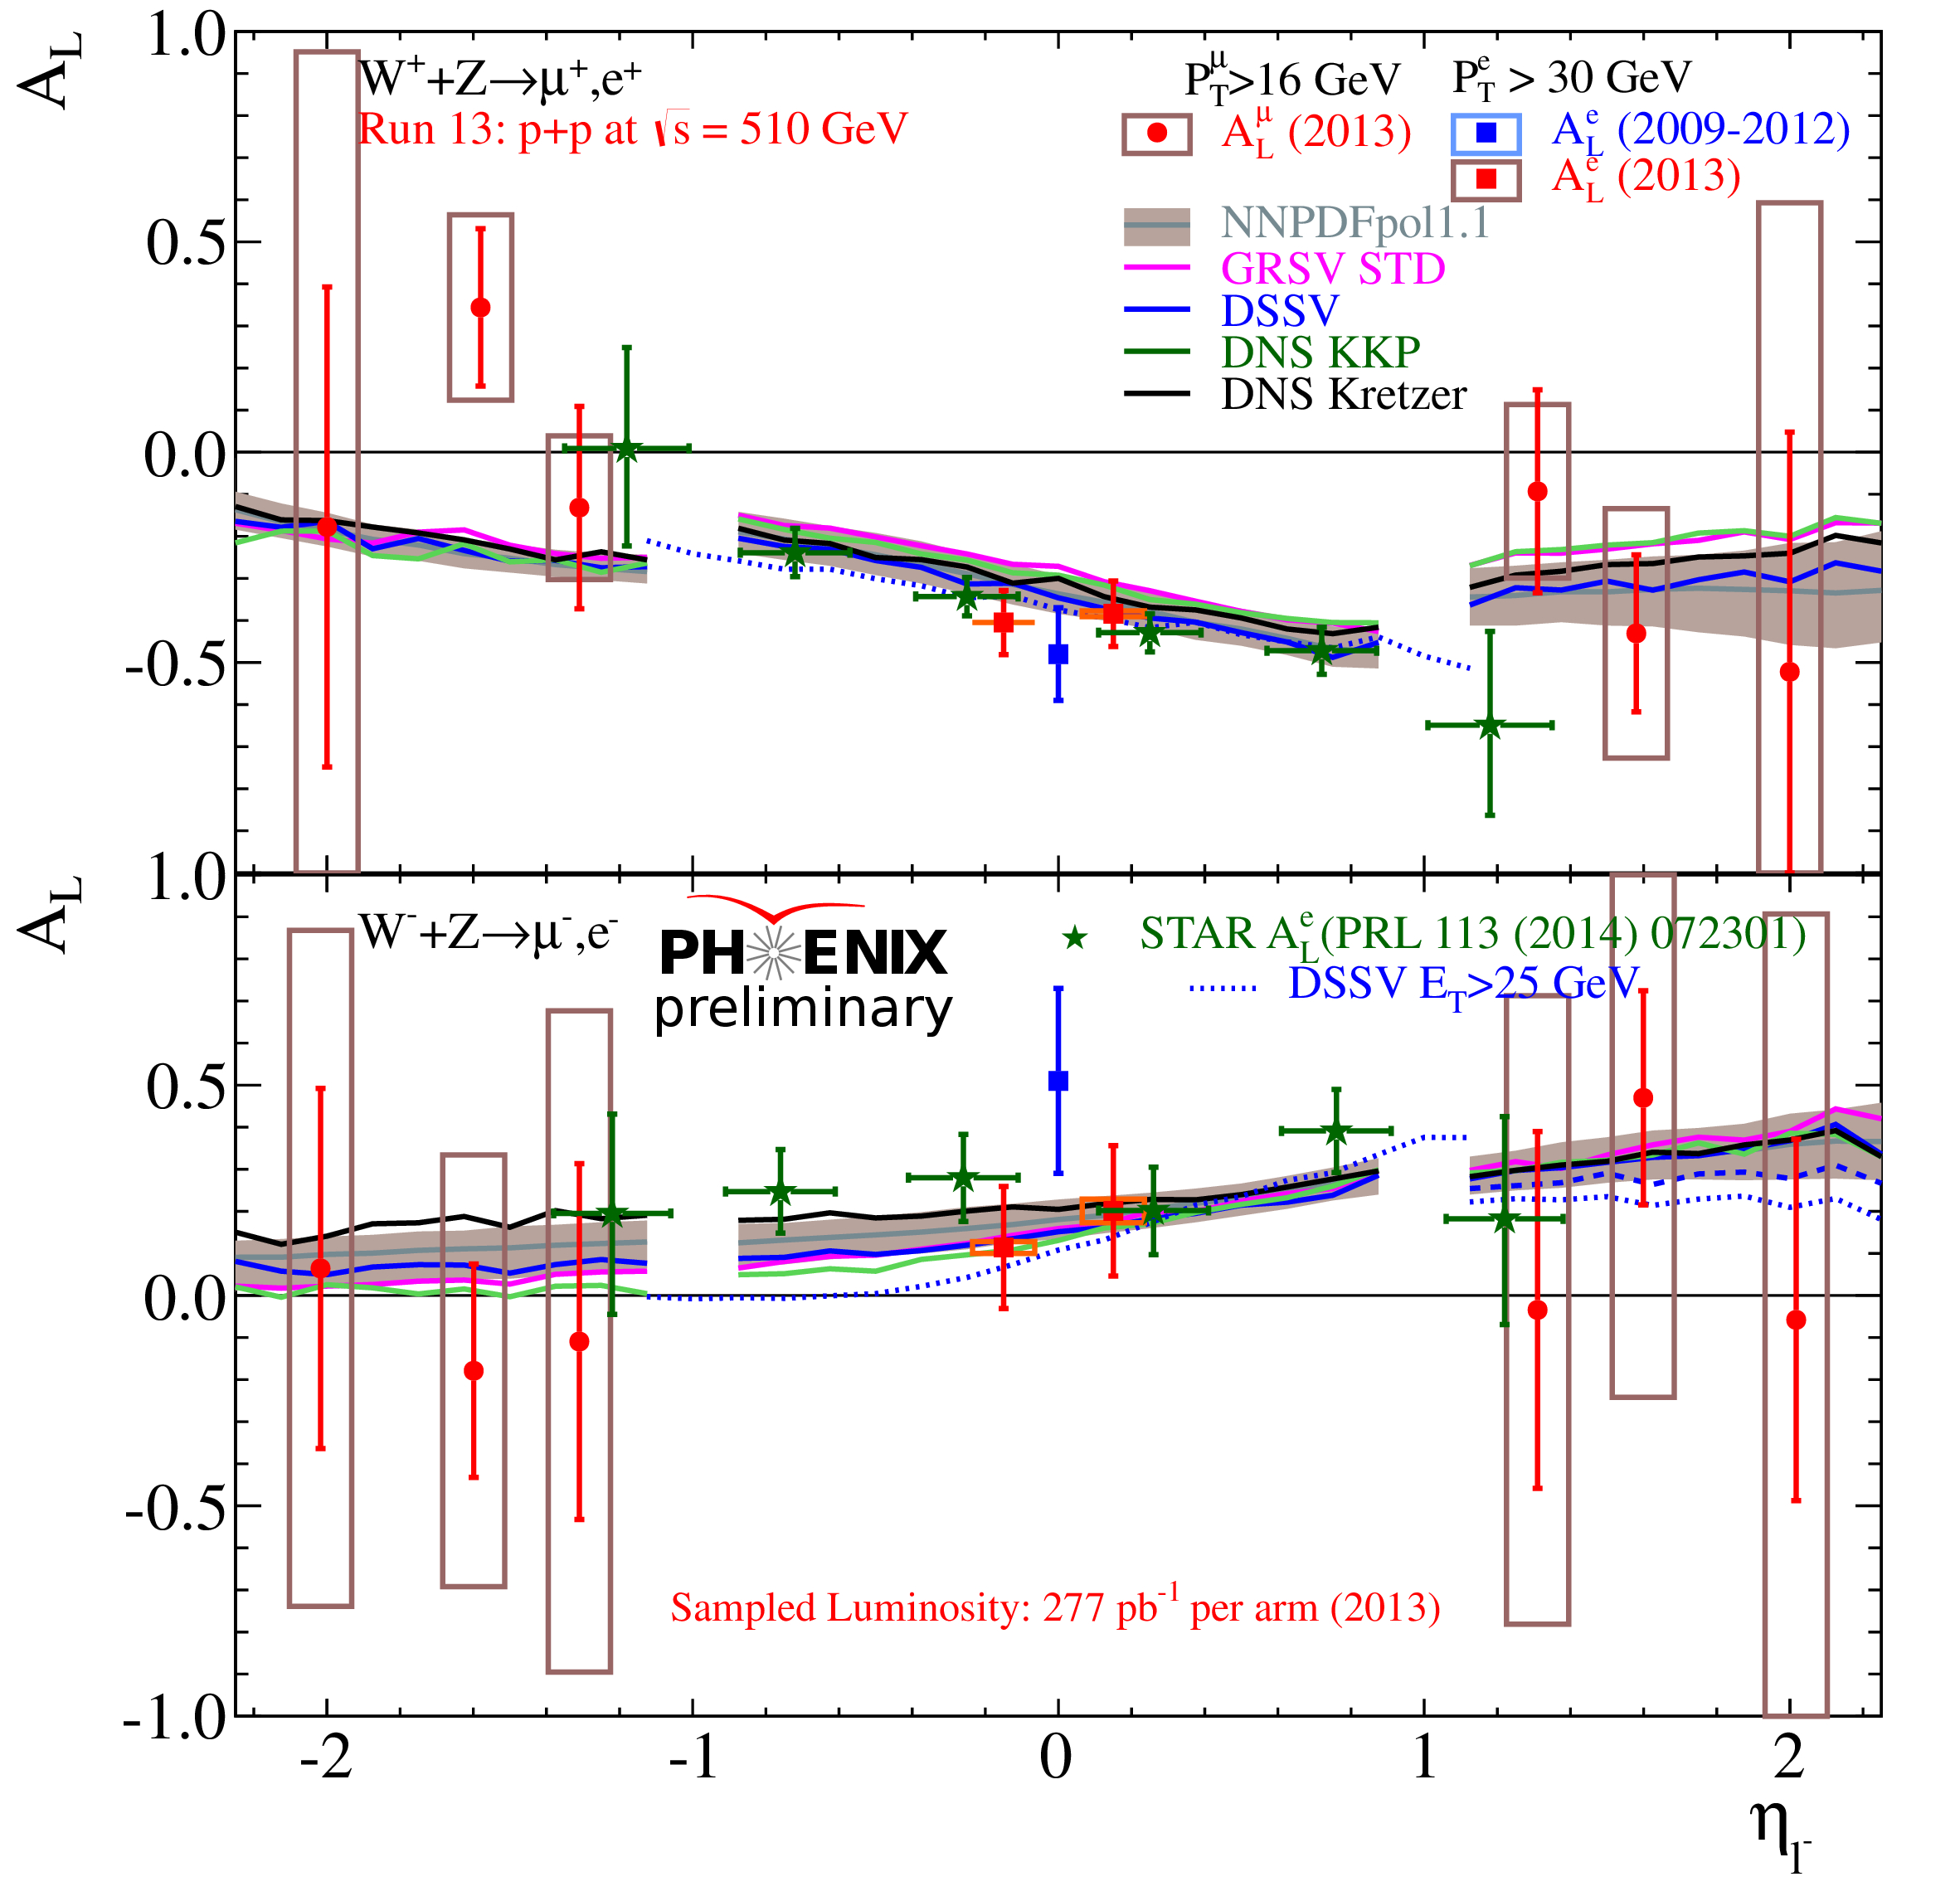 A_L
1.0
W⁺+Z→μ⁺,e⁺
P_T^μ>16 GeV
P_T^e > 30 GeV
Run 13: p+p at √s = 510 GeV
A_L^μ (2013)
A_L^e (2009-2012)
A_L^e (2013)
0.5
NNPDFpol1.1
GRSV STD
DSSV
DNS KKP
DNS Kretzer
0.0
-0.5
1.0
A_L
W⁻+Z→μ⁻,e⁻
PHENIX
preliminary
STAR A_L^e(PRL 113 (2014) 072301)
DSSV E_T>25 GeV
0.5
0.0
-0.5
Sampled Luminosity: 277 pb⁻¹ per arm (2013)
-1.0
-2 -1 0 1 2
η_l⁻